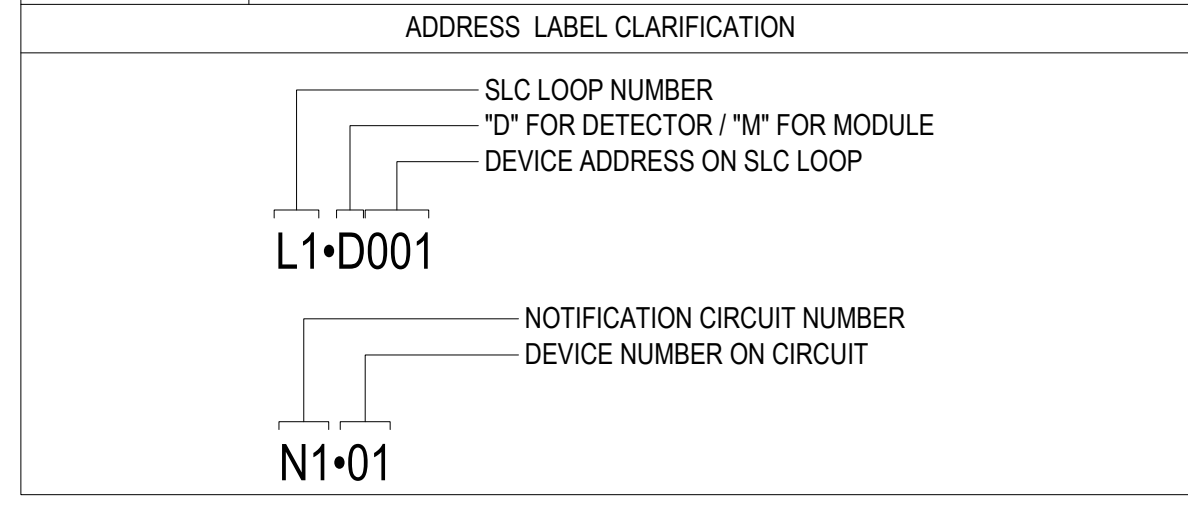 ADDRESS LABEL CLARIFICATION
SLC LOOP NUMBER
"D" FOR DETECTOR / "M" FOR MODULE
DEVICE ADDRESS ON SLC LOOP
L1•D001
NOTIFICATION CIRCUIT NUMBER
DEVICE NUMBER ON CIRCUIT
N1•01